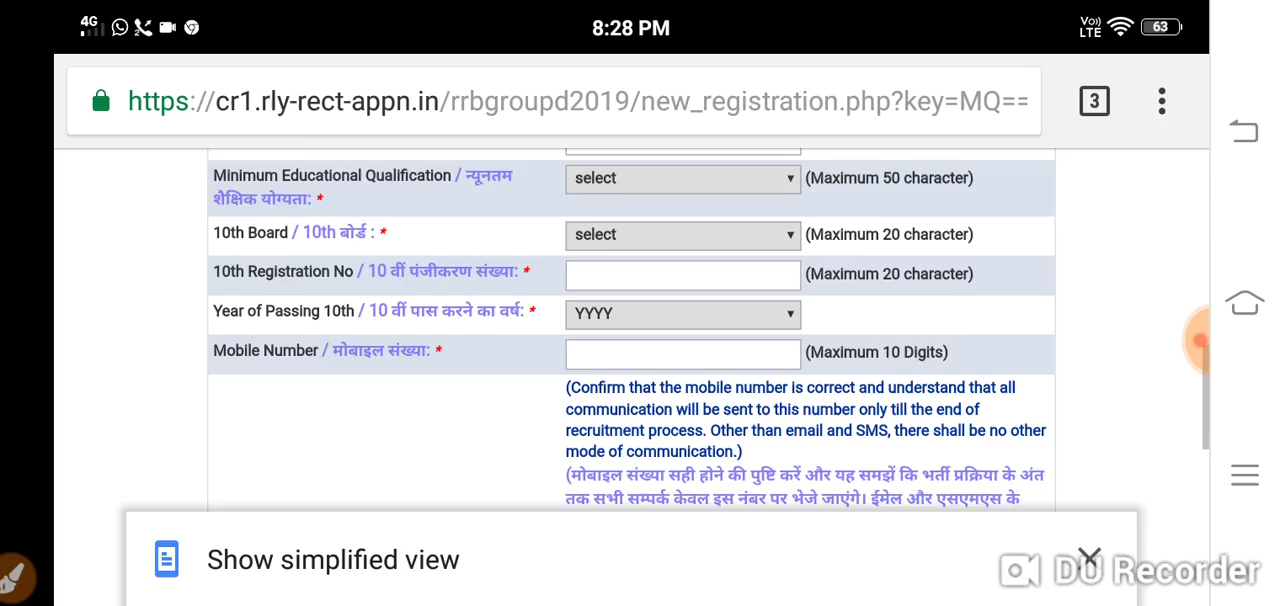 4G
2
8:28 PM
Vo)) LTE
63
https://cr1.rly-rect-appn.in/rrbgroupd2019/new_registration.php?key=MQ==
3
Minimum Educational Qualification / न्यूनतम
शैक्षिक योग्यता: *
select
(Maximum 50 character)
10th Board / 10th बोर्ड : *
select
(Maximum 20 character)
10th Registration No / 10 वीं पंजीकरण संख्या: *
(Maximum 20 character)
Year of Passing 10th / 10 वीं पास करने का वर्ष: *
YYYY
Mobile Number / मोबाइल संख्या: *
(Maximum 10 Digits)
(Confirm that the mobile number is correct and understand that all
communication will be sent to this number only till the end of
recruitment process. Other than email and SMS, there shall be no other
mode of communication.)
(मोबाइल संख्या सही होने की पुष्टि करें और यह समझें कि भर्ती प्रक्रिया के अंत
तक सभी सम्पर्क केवल इस नंबर पर भेजे जाएंगे। ईमेल और एसएमएस के
Show simplified view
DU Recorder